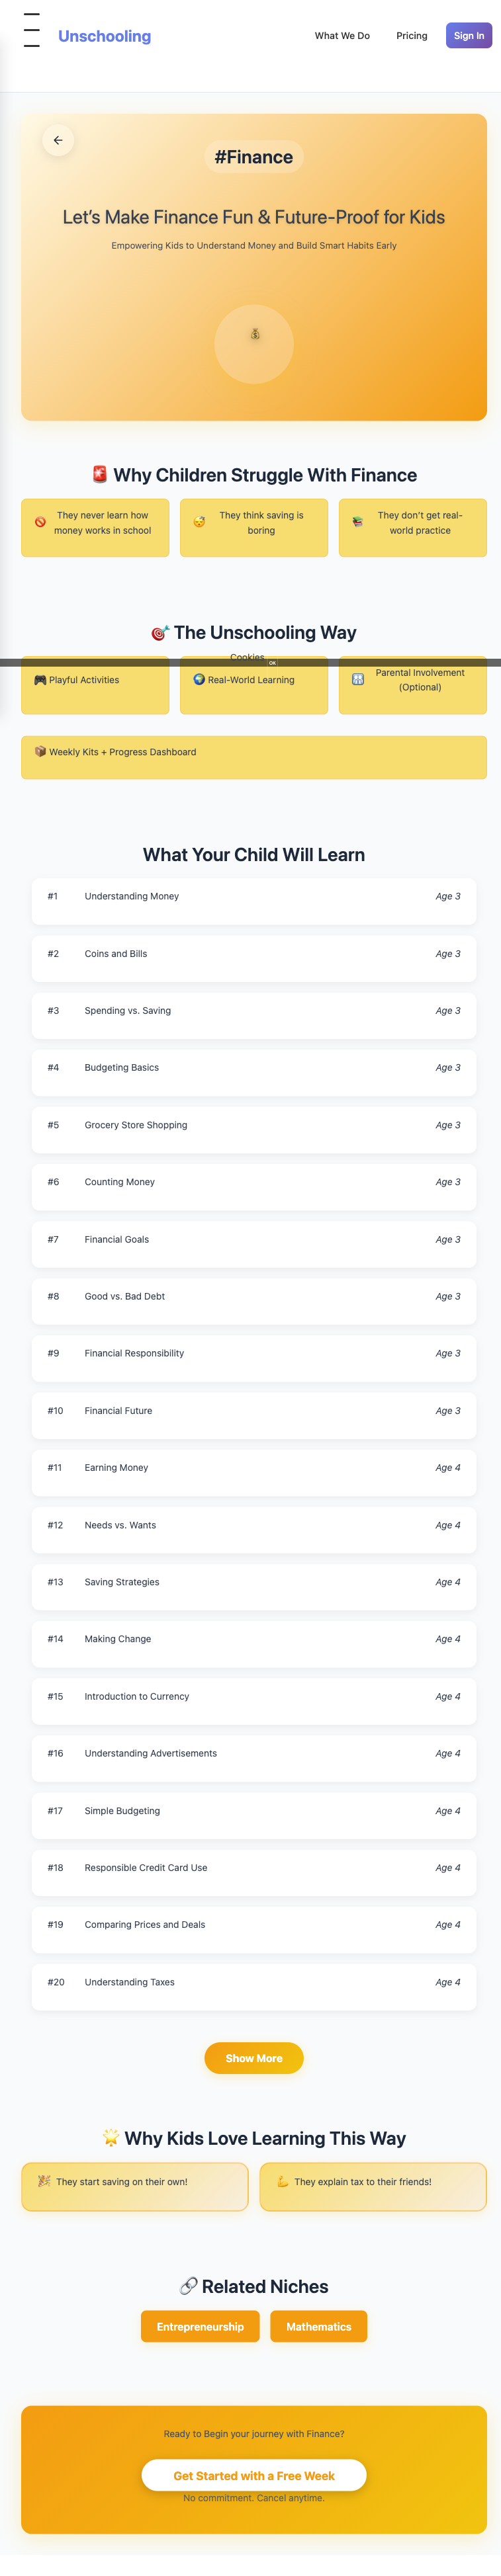 Unschooling
What We Do
Pricing
Sign In
#Finance
Let's Make Finance Fun & Future-Proof for Kids
Empowering Kids to Understand Money and Build Smart Habits Early
Why Children Struggle With Finance
They never learn how
money works in school
They think saving is
boring
They don't get real-
world practice
The Unschooling Way
Cookies
OK
Playful Activities
Real-World Learning
Parental Involvement
(Optional)
Weekly Kits + Progress Dashboard
What Your Child Will Learn
#1 Understanding Money Age 3
#2 Coins and Bills Age 3
#3 Spending vs. Saving Age 3
#4 Budgeting Basics Age 3
#5 Grocery Store Shopping Age 3
#6 Counting Money Age 3
#7 Financial Goals Age 3
#8 Good vs. Bad Debt Age 3
#9 Financial Responsibility Age 3
#10 Financial Future Age 3
#11 Earning Money Age 4
#12 Needs vs. Wants Age 4
#13 Saving Strategies Age 4
#14 Making Change Age 4
#15 Introduction to Currency Age 4
#16 Understanding Advertisements Age 4
#17 Simple Budgeting Age 4
#18 Responsible Credit Card Use Age 4
#19 Comparing Prices and Deals Age 4
#20 Understanding Taxes Age 4
Show More
Why Kids Love Learning This Way
They start saving on their own!
They explain tax to their friends!
Related Niches
Entrepreneurship
Mathematics
Ready to Begin your journey with Finance?
Get Started with a Free Week
No commitment. Cancel anytime.